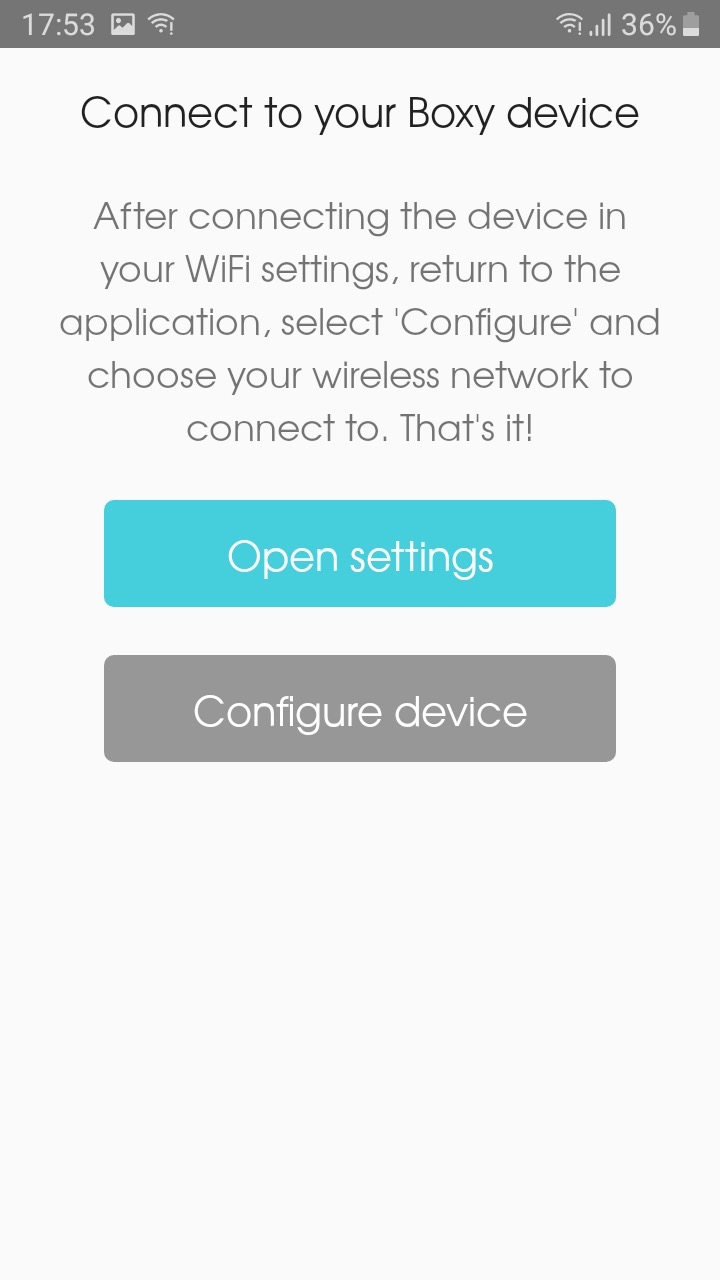 17:53
36%
Connect to your Boxy device
After connecting the device in
your WiFi settings, return to the
application, select 'Configure' and
choose your wireless network to
connect to. That's it!
Open settings
Configure device